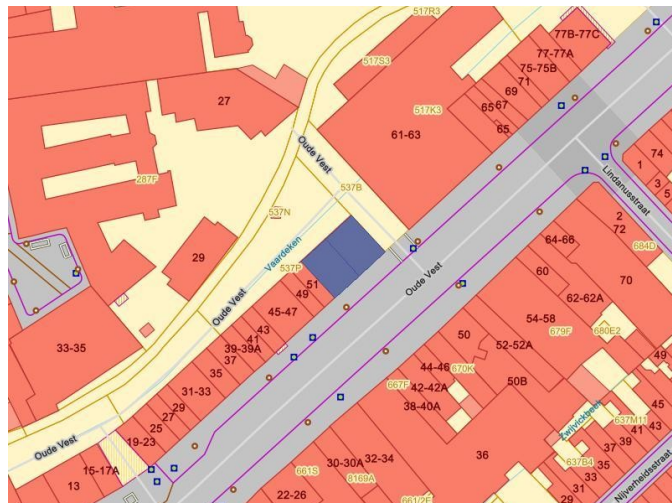 517R3
77B-77C
77-77A
75-75B
71
69
67
65
65
517S3
517K3
61-63
27
Oude Vest
537B
287F
537N
Vaardeken
29
537P
Oude Vest
51
49
45-47
43
41
39-39A
37
35
31-33
29
27
25
19-23
15-17A
13
33-35
Oude Vest
Oude Vest
Lindanusstraat
74
1
3
5
2
72
684D
64-66
60
70
62-62A
54-58
679F
680E2
50
52-52A
670K
44-46
42-42A
667F
38-40A
50B
49
45
43
41
637M11
39
37
35
33
31
29
637B4
Zwijvickbeek
Nijverheidsstraat
36
32-34
30-30A
8169A
661S
22-26
661/2E